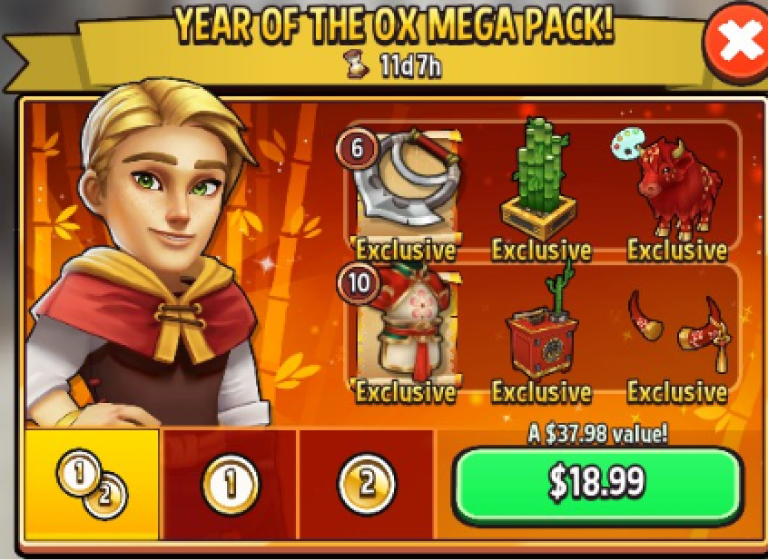 YEAR OF THE OX MEGA PACK!
11d7h
6
Exclusive Exclusive Exclusive
10
Exclusive Exclusive Exclusive
A $37.98 value!
1 2 1 2 $18.99